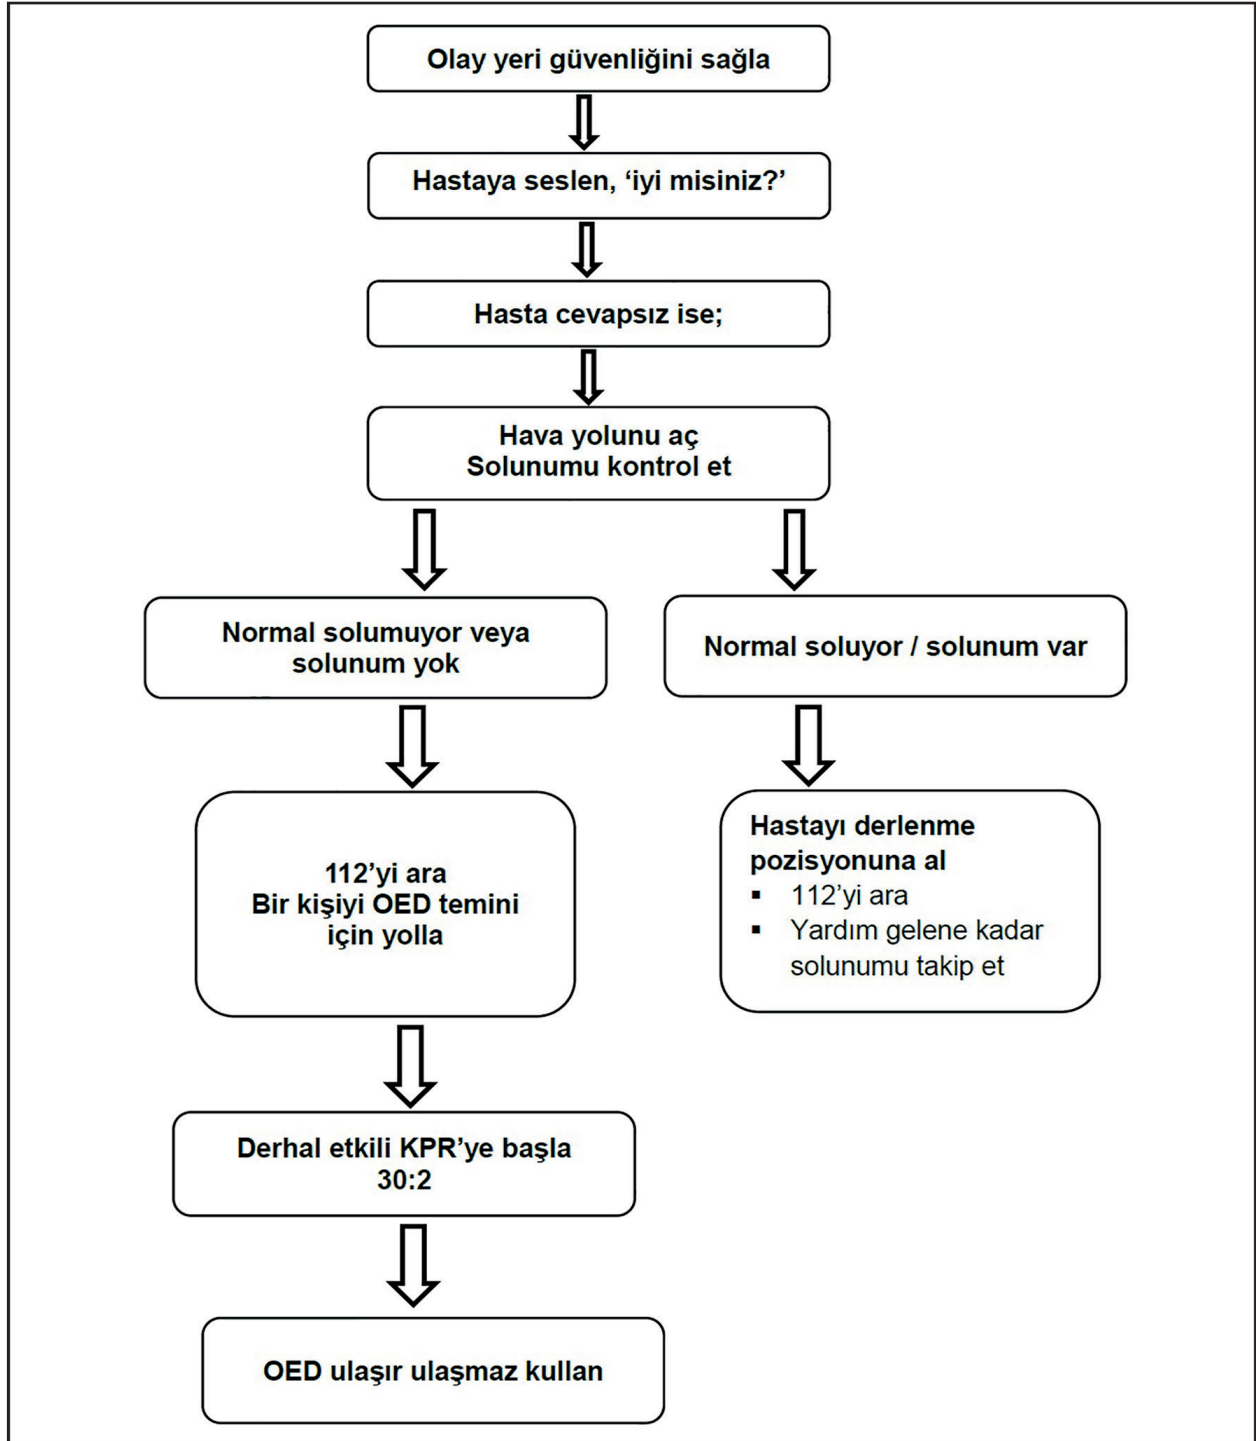 Olay yeri güvenliğini sağla
Hastaya seslen, ‘iyi misiniz?’
Hasta cevapsız ise;
Hava yolunu aç
Solunumu kontrol et
Normal solumuyor veya
solunum yok
Normal soluyor / solunum var
112’yi ara
Bir kişiyi OED temini
için yolla
Hastayı derlenme
pozisyonuna al
▪ 112’yi ara
▪ Yardım gelene kadar
solunumu takip et
Derhal etkili KPR’ye başla
30:2
OED ulaşır ulaşmaz kullan